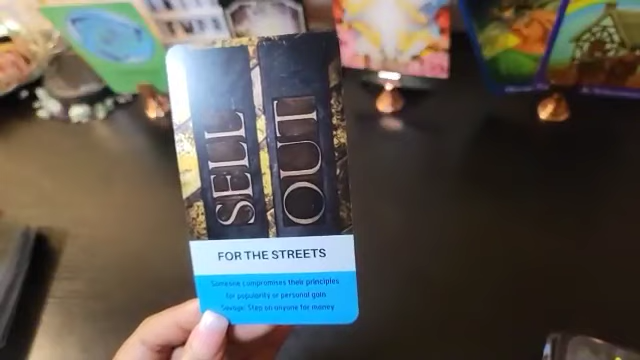 SELL
OUT
FOR THE STREETS
Someone compromises their principles
for popularity or personal gain
Savage: Step on anyone for money